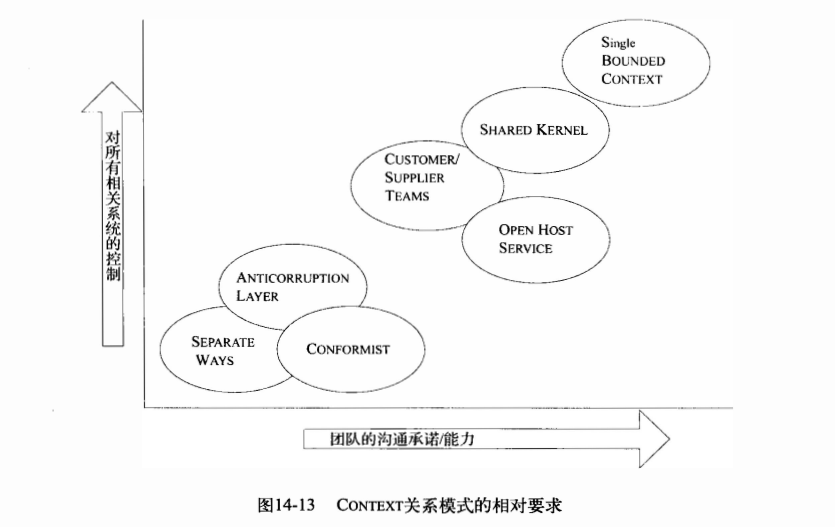 Single
BOUNDED
CONTEXT
SHARED KERNEL
CUSTOMER/
SUPPLIER
TEAMS
OPEN HOST
SERVICE
ANTICORRUPTION
LAYER
SEPARATE
WAYS
CONFORMIST
对所有相关系统的控制
团队的沟通承诺/能力
图14-13 CONTEXT关系模式的相对要求